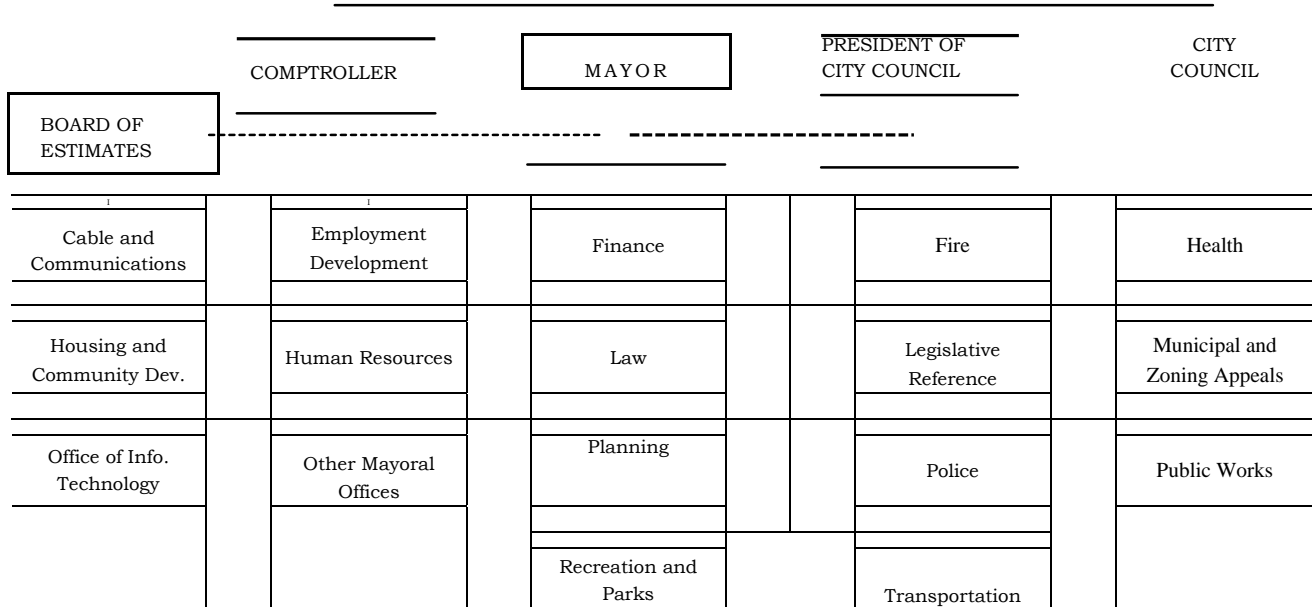 COMPTROLLER
MAYOR
PRESIDENT OF
CITY COUNCIL
CITY
COUNCIL
BOARD OF
ESTIMATES
I
I
Cable and
Communications
Employment
Development
Finance
Fire
Health
Housing and
Community Dev.
Human Resources
Law
Legislative
Reference
Municipal and
Zoning Appeals
Office of Info.
Technology
Other Mayoral
Offices
Planning
Police
Public Works
Recreation and
Parks
Transportation